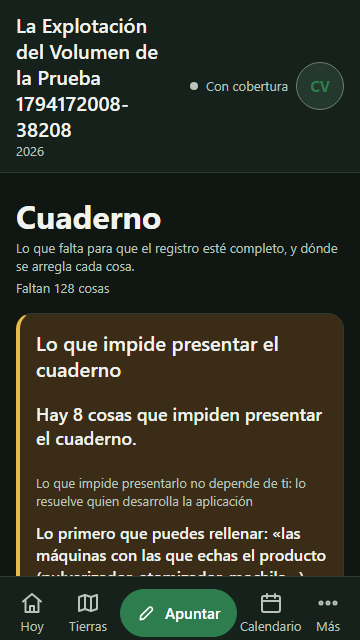 La Explotación
del Volumen de
la Prueba
1794172008-
38208
2026
Con cobertura
CV
Cuaderno
Lo que falta para que el registro esté completo, y dónde
se arregla cada cosa.
Faltan 128 cosas
Lo que impide presentar el
cuaderno
Hay 8 cosas que impiden presentar
el cuaderno.
Lo que impide presentarlo no depende de ti: lo
resuelve quien desarrolla la aplicación
Lo primero que puedes rellenar: «las
máquinas con las que echas el producto
(pulverizador, atomizador, mochila...)
Hoy
Tierras
Apuntar
Calendario
Más